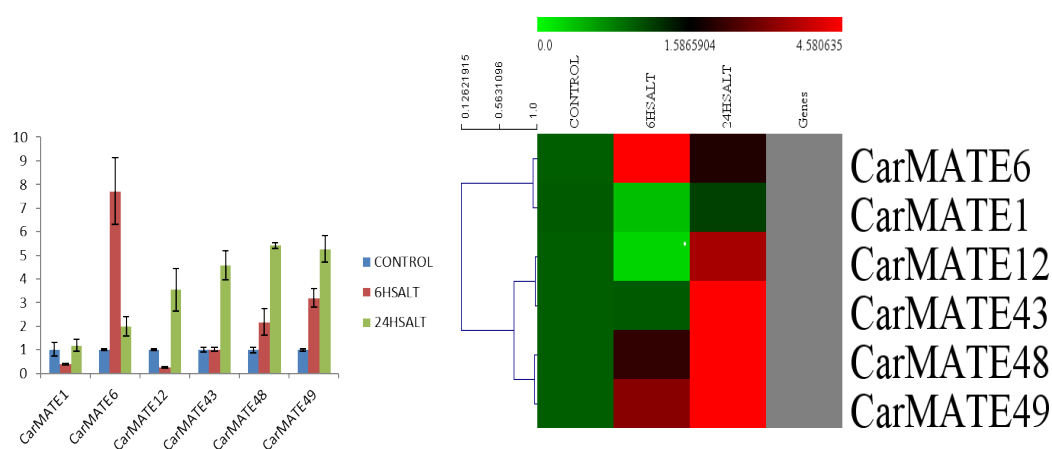 10
9
8
7
6
5
4
3
2
1
0
CarMATE1
CarMATE6
CarMATE12
CarMATE43
CarMATE48
CarMATE49
CONTROL
6HSALT
24HSALT
0.0 1.5865904 4.580635
0.12621915
0.5631096
1.0
CONTROL
6HSALT
24HSALT
Genes
CarMATE6
CarMATE1
CarMATE12
CarMATE43
CarMATE48
CarMATE49